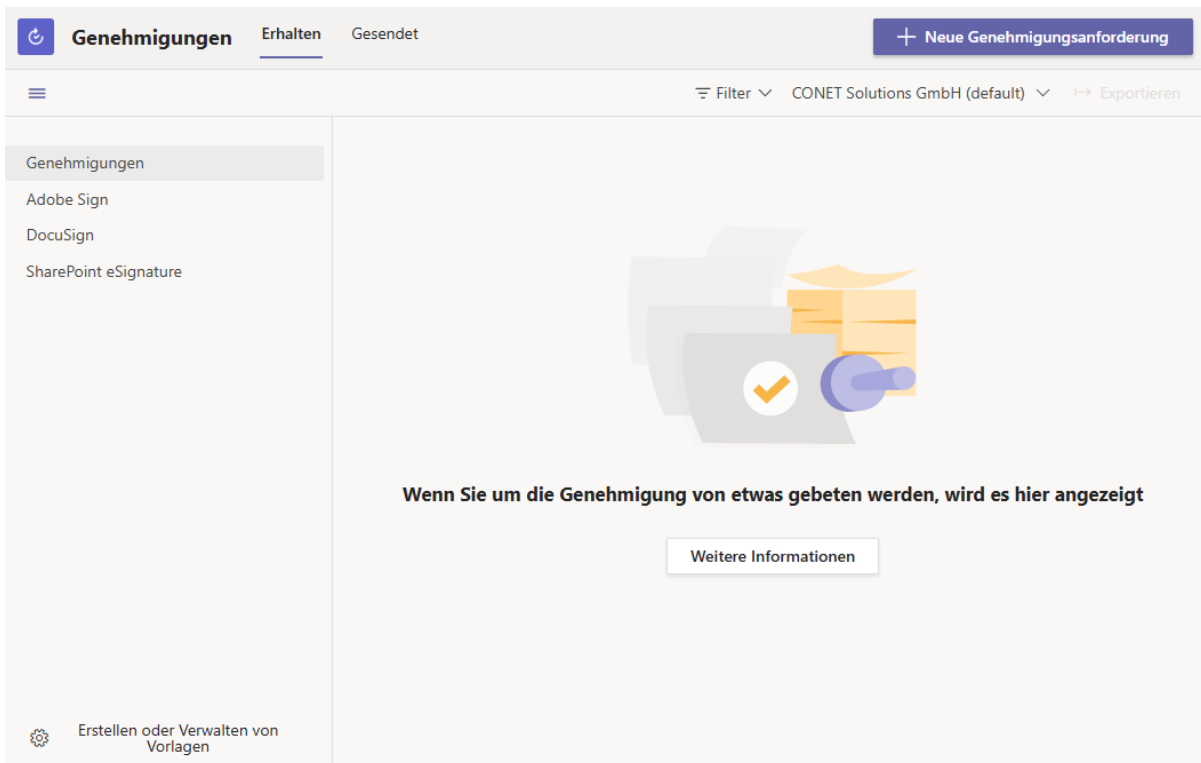 Genehmigungen
Erhalten
Gesendet
Neue Genehmigungsanforderung
Filter
CONET Solutions GmbH (default)
Exportieren
Genehmigungen
Adobe Sign
DocuSign
SharePoint eSignature
Wenn Sie um die Genehmigung von etwas gebeten werden, wird es hier angezeigt
Weitere Informationen
Erstellen oder Verwalten von
Vorlagen